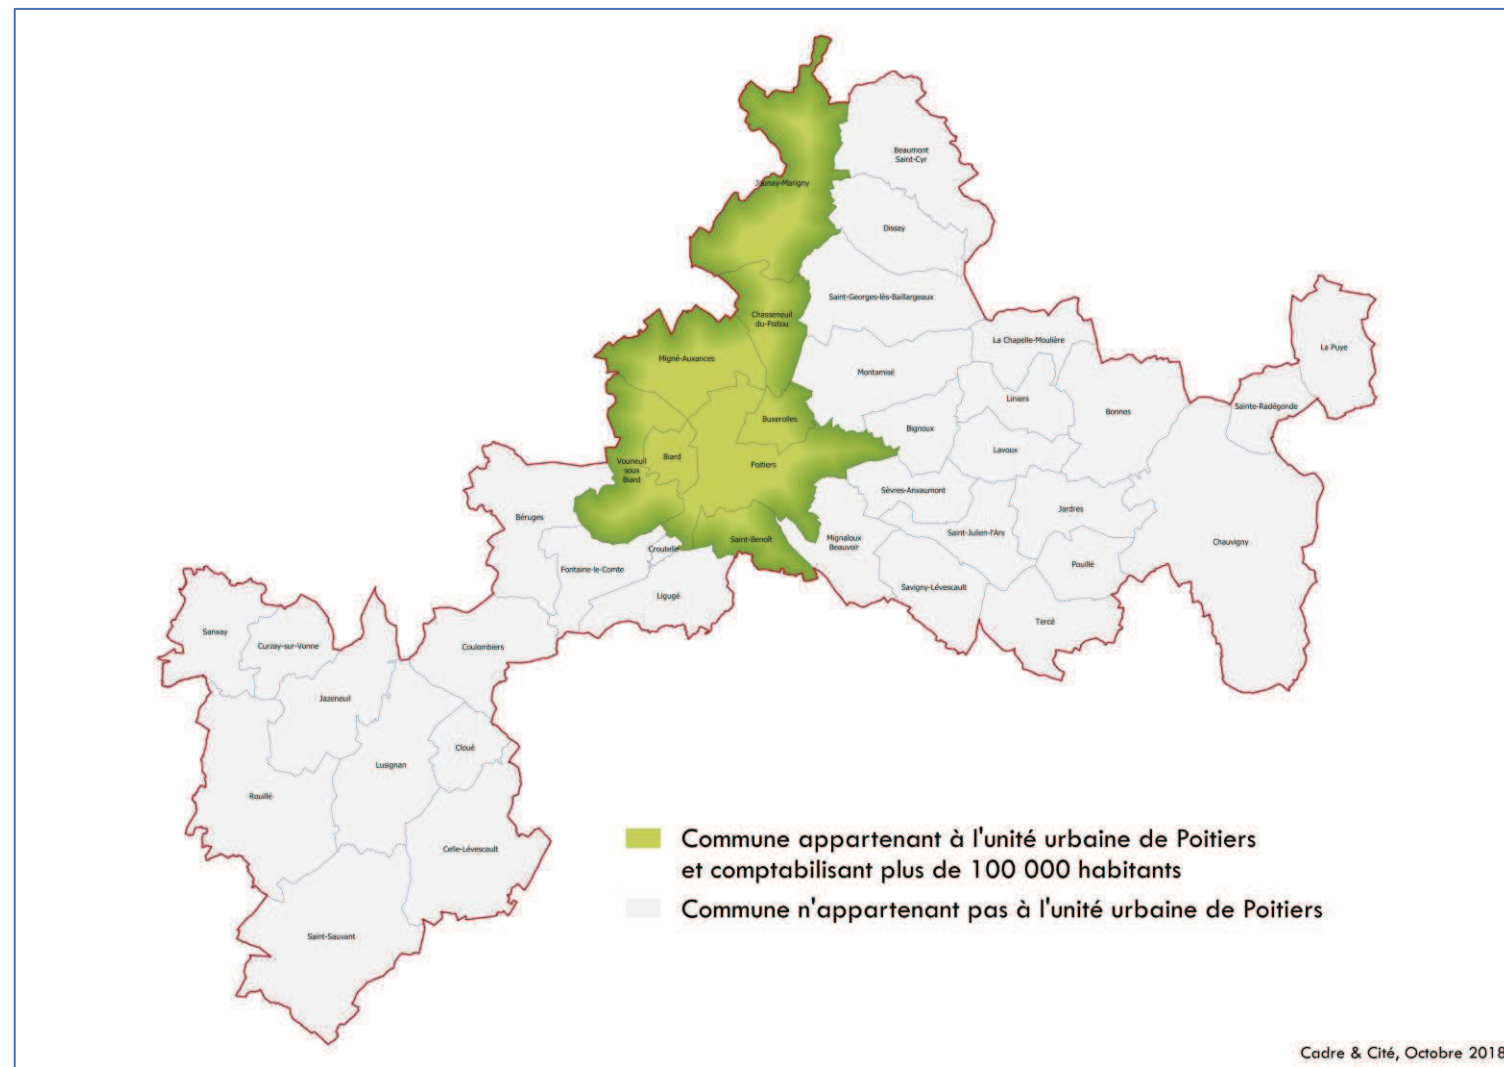 Beaumont
Saint-Cyr
Jaunay-Marigny
Dissay
Saint-Georges-lès-Baillargeaux
Chasseneuil
du-Poitou
La Chapelle-Moulière
La Puye
Migné-Auxances
Montamisé
Liniers
Bonnes
Sainte-Radégonde
Buxerolles
Bignoux
Lavoux
Vouneuil
sous
Biard
Biard
Poitiers
Sèvres-Anxaumont
Jardres
Béruges
Saint-Benoît
Mignaloux
Beauvoir
Saint-Julien-l'Ars
Chauvigny
Croutelle
Fontaine-le-Comte
Pouillé
Savigny-Lévescault
Ligugé
Tercé
Sanxay
Curzay-sur-Vonne
Coulombiers
Jazeneuil
Cloué
Lusignan
Rouillé
Celle-Lévescault
Saint-Sauvant
Commune appartenant à l'unité urbaine de Poitiers
et comptabilisant plus de 100 000 habitants
Commune n'appartenant pas à l'unité urbaine de Poitiers
Cadre & Cité, Octobre 2018